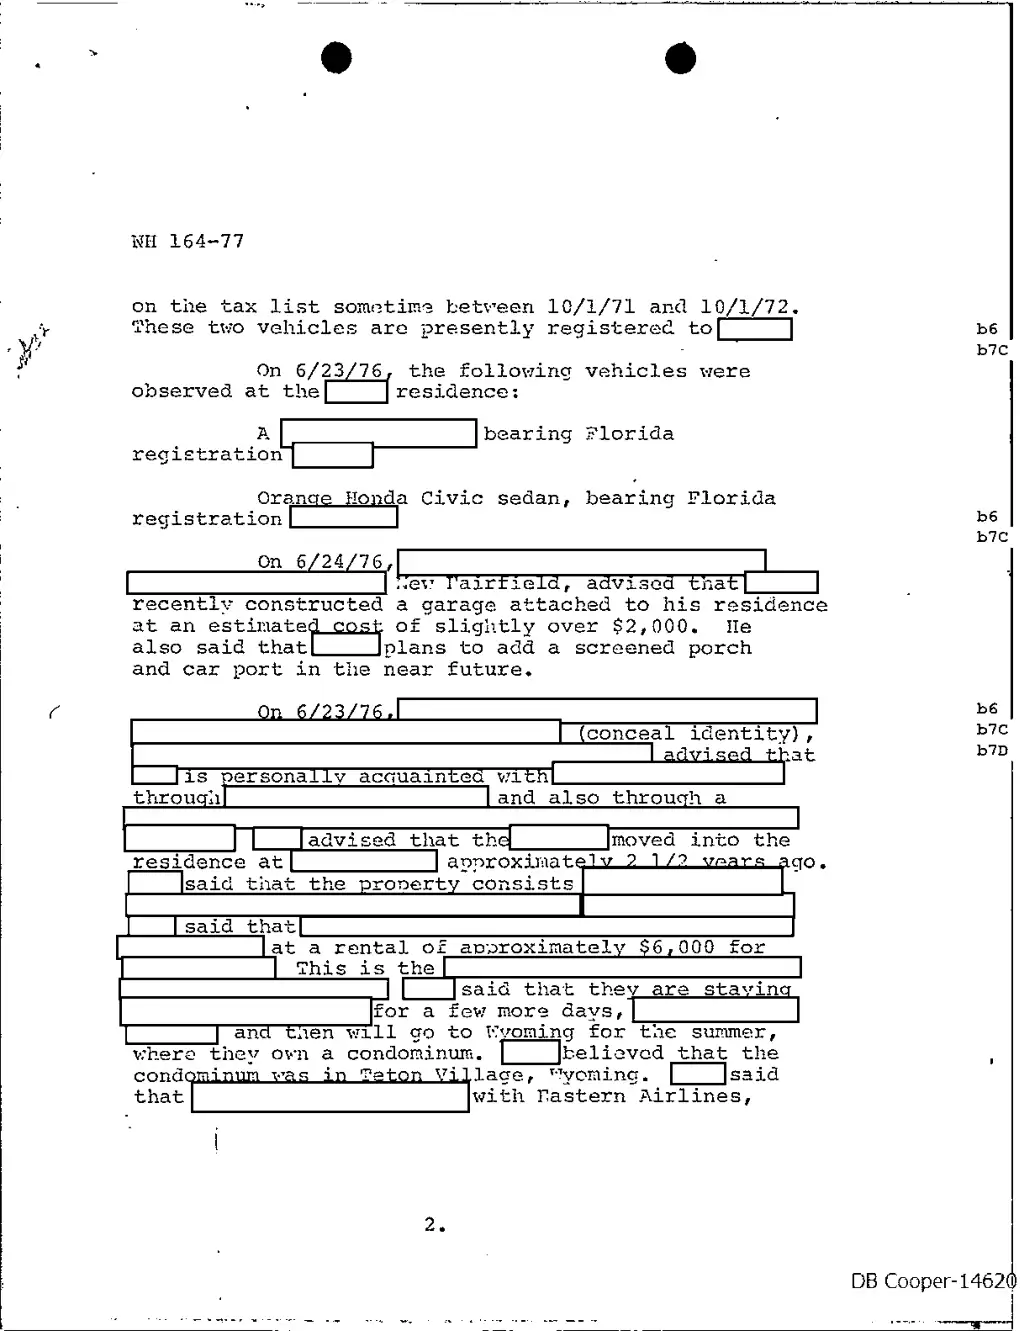 NH 164-77
on the tax list sometime between 10/1/71 and 10/1/72.
These two vehicles are presently registered to
b6
b7C
On 6/23/76, the following vehicles were
observed at the residence:
A bearing Florida
registration
Orange Honda Civic sedan, bearing Florida
registration
b6
b7C
On 6/24/76,
New Fairfield, advised that
recently constructed a garage attached to his residence
at an estimated cost of slightly over $2,000. He
also said that plans to add a screened porch
and car port in the near future.
On 6/23/76,
b6
(conceal identity),
b7C
advised that
b7D
is personally acquainted with
through and also through a
advised that the moved into the
residence at approximately 2 1/2 years ago.
said that the property consists
said that
at a rental of approximately $6,000 for
This is the
said that they are staying
for a few more days,
and then will go to Wyoming for the summer,
where they own a condominum. believed that the
condominum was in Teton Village, Wyoming. said
that with Eastern Airlines,
2.
DB Cooper-14620